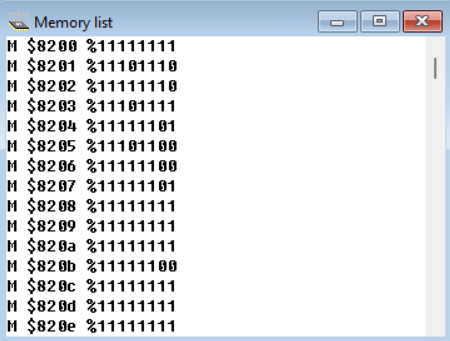 Memory list
M $8200 %11111111
M $8201 %11101110
M $8202 %11111110
M $8203 %11101111
M $8204 %11111101
M $8205 %11101100
M $8206 %11111100
M $8207 %11111101
M $8208 %11111111
M $8209 %11111111
M $820a %11111111
M $820b %11111100
M $820c %11111111
M $820d %11111111
M $820e %11111111